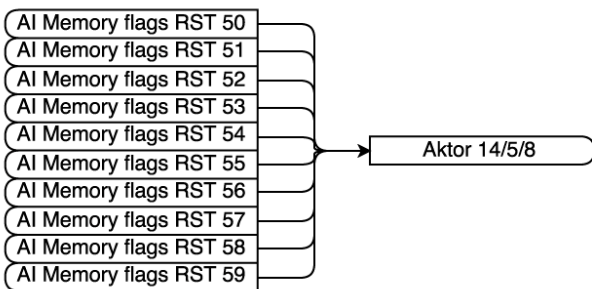 AI Memory flags RST 50
AI Memory flags RST 51
AI Memory flags RST 52
AI Memory flags RST 53
AI Memory flags RST 54
AI Memory flags RST 55
AI Memory flags RST 56
AI Memory flags RST 57
AI Memory flags RST 58
AI Memory flags RST 59
Aktor 14/5/8